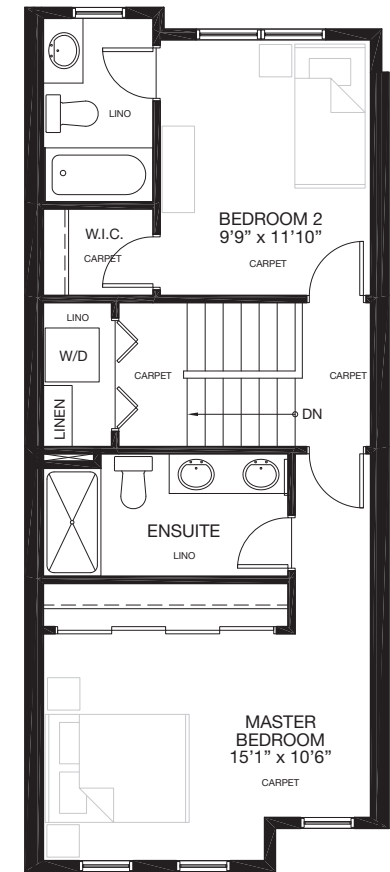 LINO
BEDROOM 2
9'9” x 11'10”
CARPET
W.I.C.
CARPET
LINO
W/D
LINEN
CARPET
CARPET
DN
ENSUITE
LINO
MASTER
BEDROOM
15'1” x 10'6”
CARPET